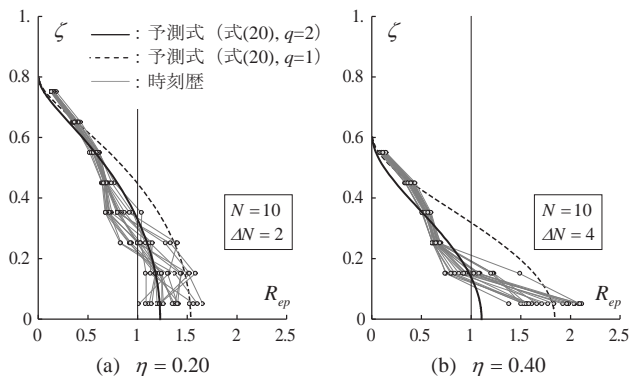 ζ
: 予測式（式(20), q=2）
: 予測式（式(20), q=1）
: 時刻歴
1.
0.8
0.6
0.4
0.2
0
N = 10
ΔN = 2
R_ep
0 0.5 1 1.5 2 2.5
(a) η = 0.20
ζ
1.
0.8
0.6
0.4
0.2
0
N = 10
ΔN = 4
R_ep
0 0.5 1 1.5 2 2.5
(b) η = 0.40